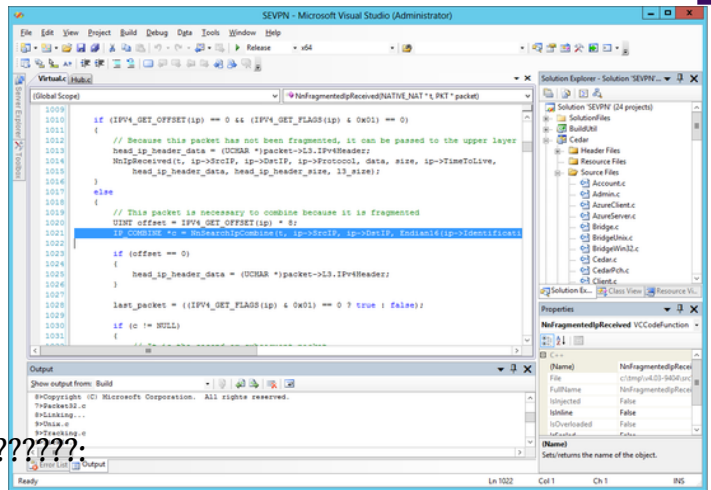 SEVPN - Microsoft Visual Studio (Administrator)
File Edit View Project Build Debug Data Tools Window Help
Release x64
Virtual.c Hub.c
(Global Scope) NnFragmentedIpReceived(NATIVE_NAT * t, PKT * packet)
1009
1010 if (IPV4_GET_OFFSET(ip) == 0 && (IPV4_GET_FLAGS(ip) & 0x01) == 0)
1011 {
1012 // Because this packet has not been fragmented, it can be passed to the upper layer
1013 head_ip_header_data = (UCHAR *)packet->L3.IPv4Header;
1014 NnIpReceived(t, ip->SrcIP, ip->DstIP, ip->Protocol, data, size, ip->TimeToLive,
1015 head_ip_header_data, head_ip_header_size, l3_size);
1016 }
1017 else
1018 {
1019 // This packet is necessary to combine because it is fragmented
1020 UINT offset = IPV4_GET_OFFSET(ip) * 8;
1021 IP_COMBINE *c = NnSearchIpCombine(t, ip->SrcIP, ip->DstIP, Endian16(ip->Identificati
1022
1023 if (offset == 0)
1024 {
1025 head_ip_header_data = (UCHAR *)packet->L3.IPv4Header;
1026 }
1027
1028 last_packet = ((IPV4_GET_FLAGS(ip) & 0x01) == 0 ? true : false);
1029
1030 if (c != NULL)
1031 {
Output
Show output from: Build
8>Copyright (C) Microsoft Corporation. All rights reserved.
7>Packet32.c
8>Linking...
9>Unix.c
9>Tracking.c
??????:
Error List Output
Ready Ln 1022 Col 1 Ch 1 INS
Server Explorer Toolbox
Solution Explorer - Solution 'SEVPN'...
Solution 'SEVPN' (24 projects)
SolutionFiles
BuildUtil
Cedar
Header Files
Resource Files
Source Files
Account.c
Admin.c
AzureClient.c
AzureServer.c
Bridge.c
BridgeUnix.c
BridgeWin32.c
Cedar.c
CedarPch.c
Client.c
Solution Ex... Class View Resource Vi...
Properties
NnFragmentedIpReceived VCCodeFunction
C++
(Name) NnFragmentedIpRecei
File c:\tmp\v4.03-9404\src
FullName NnFragmentedIpRecei
IsInjected False
IsInline False
IsOverloaded False
(Name)
Sets/returns the name of the object.